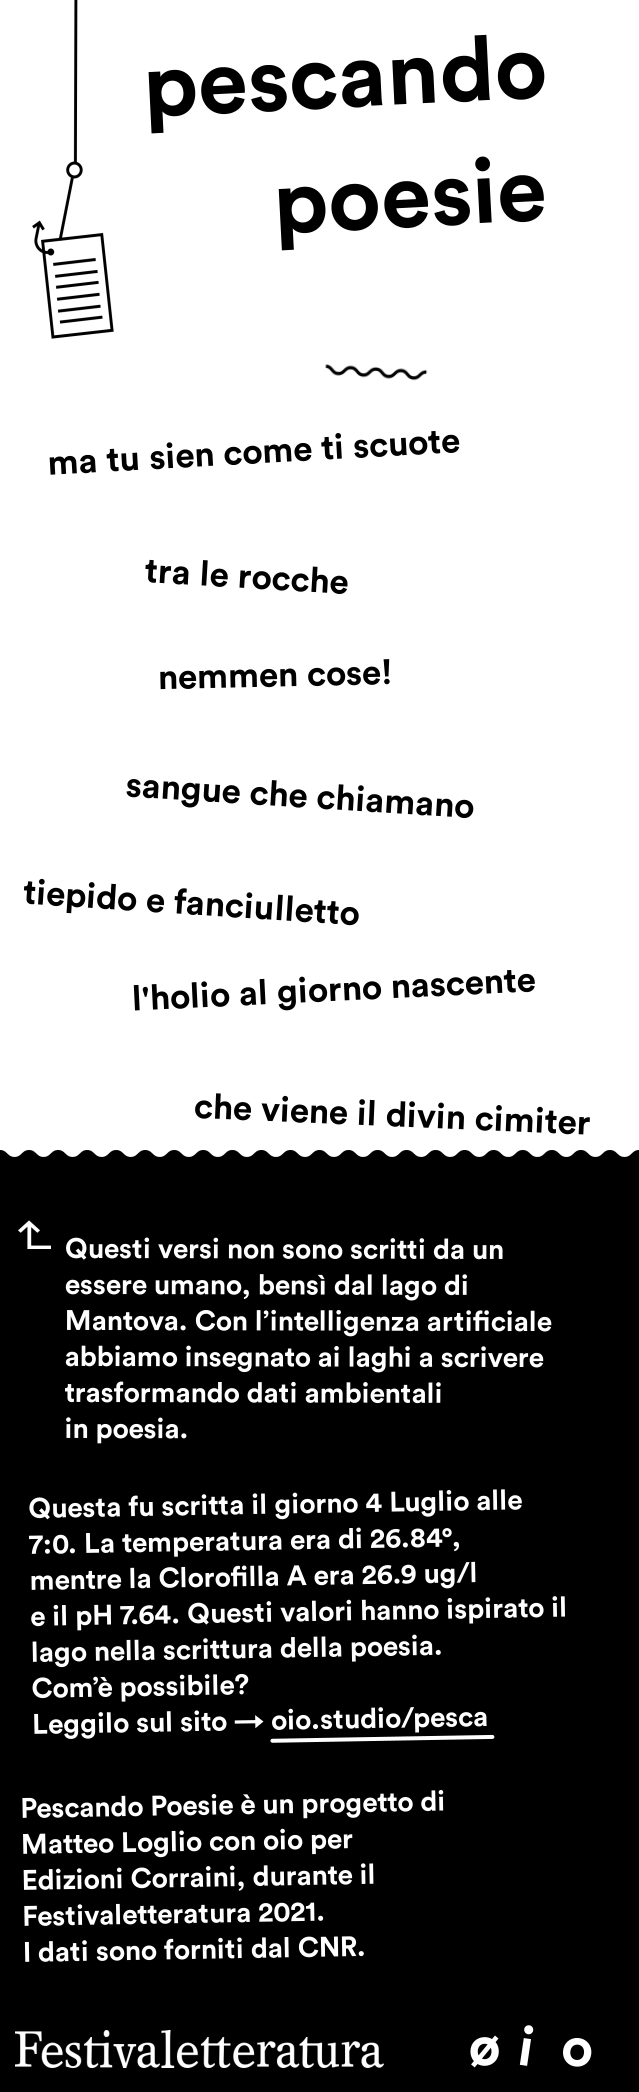 pescando
poesie
ma tu sien come ti scuote
tra le rocche
nemmen cose!
sangue che chiamano
tiepido e fanciulletto
l'holio al giorno nascente
che viene il divin cimiter
Questi versi non sono scritti da un
essere umano, bensì dal lago di
Mantova. Con l’intelligenza artificiale
abbiamo insegnato ai laghi a scrivere
trasformando dati ambientali
in poesia.
Questa fu scritta il giorno 4 Luglio alle
7:0. La temperatura era di 26.84°,
mentre la Clorofilla A era 26.9 ug/l
e il pH 7.64. Questi valori hanno ispirato il
lago nella scrittura della poesia.
Com’è possibile?
Leggilo sul sito → oio.studio/pesca
Pescando Poesie è un progetto di
Matteo Loglio con oio per
Edizioni Corraini, durante il
Festivaletteratura 2021.
I dati sono forniti dal CNR.
Festivaletteratura øio